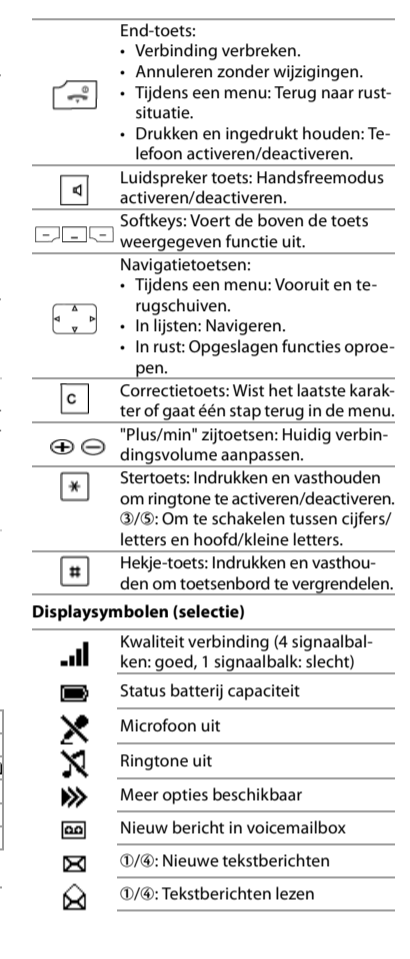 End-toets:
• Verbinding verbreken.
• Annuleren zonder wijzigingen.
• Tijdens een menu: Terug naar rust-
situatie.
• Drukken en ingedrukt houden: Te-
lefoon activeren/deactiveren.
Luidspreker toets: Handsfreemodus
activeren/deactiveren.
Softkeys: Voert de boven de toets
weergegeven functie uit.
Navigatietoetsen:
• Tijdens een menu: Vooruit en te-
rugschuiven.
• In lijsten: Navigeren.
• In rust: Opgeslagen functies oproe-
pen.
C
Correctietoets: Wist het laatste karak-
ter of gaat één stap terug in de menu.
"Plus/min" zijtoetsen: Huidig verbin-
dingsvolume aanpassen.
*
Stertoets: Indrukken en vasthouden
om ringtone te activeren/deactiveren.
③/⑤: Om te schakelen tussen cijfers/
letters en hoofd/kleine letters.
#
Hekje-toets: Indrukken en vasthou-
den om toetsenbord te vergrendelen.
Displaysymbolen (selectie)
Kwaliteit verbinding (4 signaalbal-
ken: goed, 1 signaalbalk: slecht)
Status batterij capaciteit
Microfoon uit
Ringtone uit
Meer opties beschikbaar
Nieuw bericht in voicemailbox
①/④: Nieuwe tekstberichten
①/④: Tekstberichten lezen